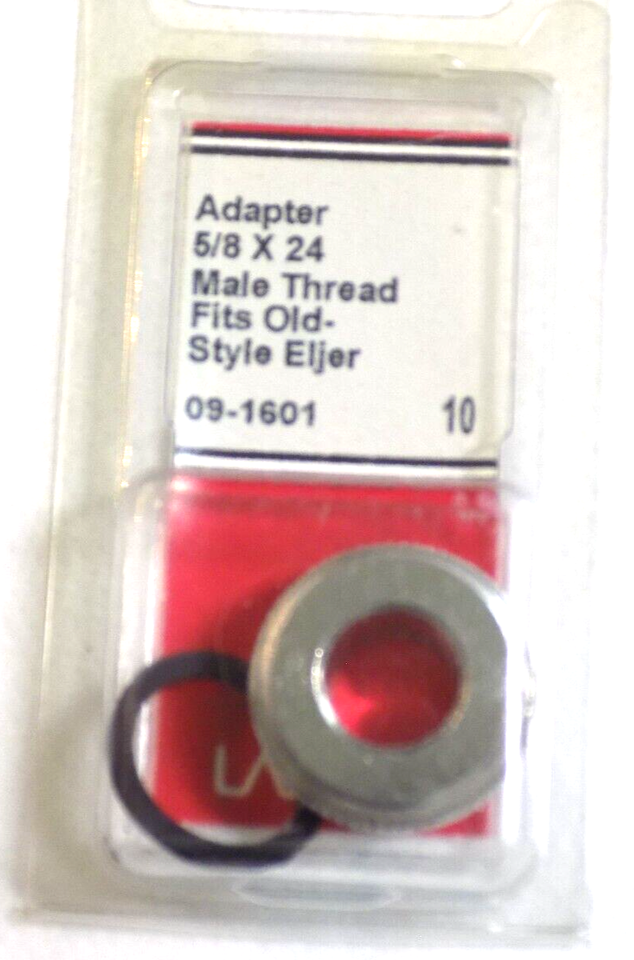 Adapter
5/8 X 24
Male Thread
Fits Old-
Style Eljer
09-1601 10